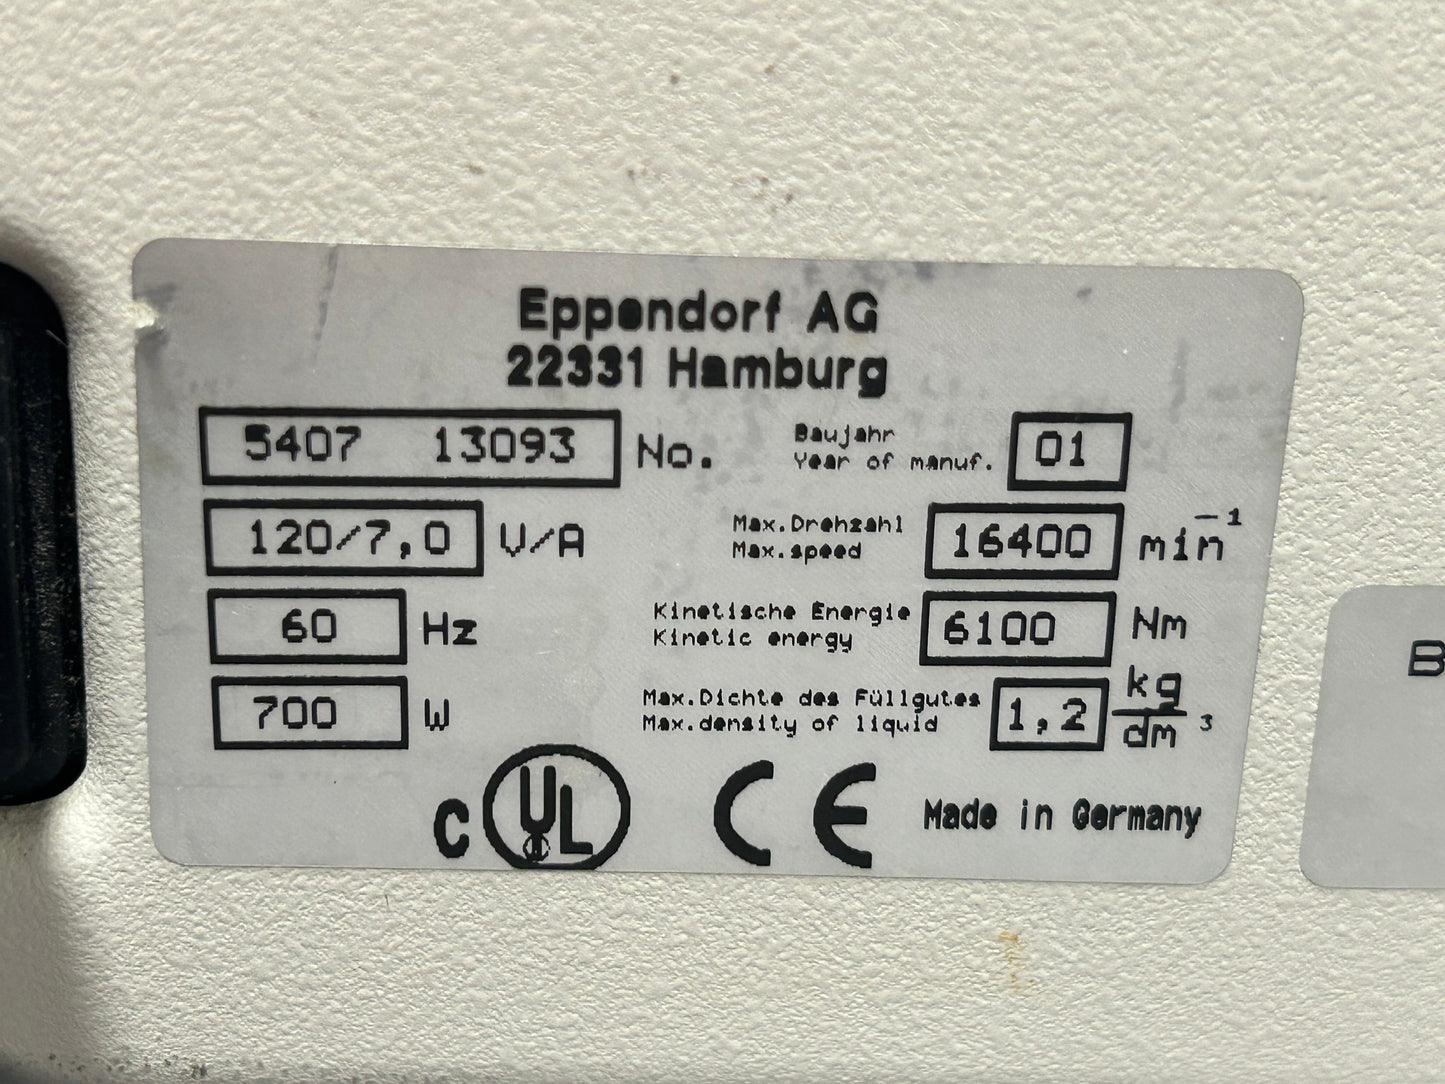 Eppendorf AG
22331 Hamburg
5407 13093 No.
Baujahr
Year of manuf. 01
120/7,0 V/A
Max.Drehzahl
Max.speed 16400 min⁻¹
60 Hz
Kinetische Energie
Kinetic energy 6100 Nm
700 W
Max.Dichte des Füllgutes
Max.density of liquid 1,2 kg/dm³
C UL CE Made in Germany
B